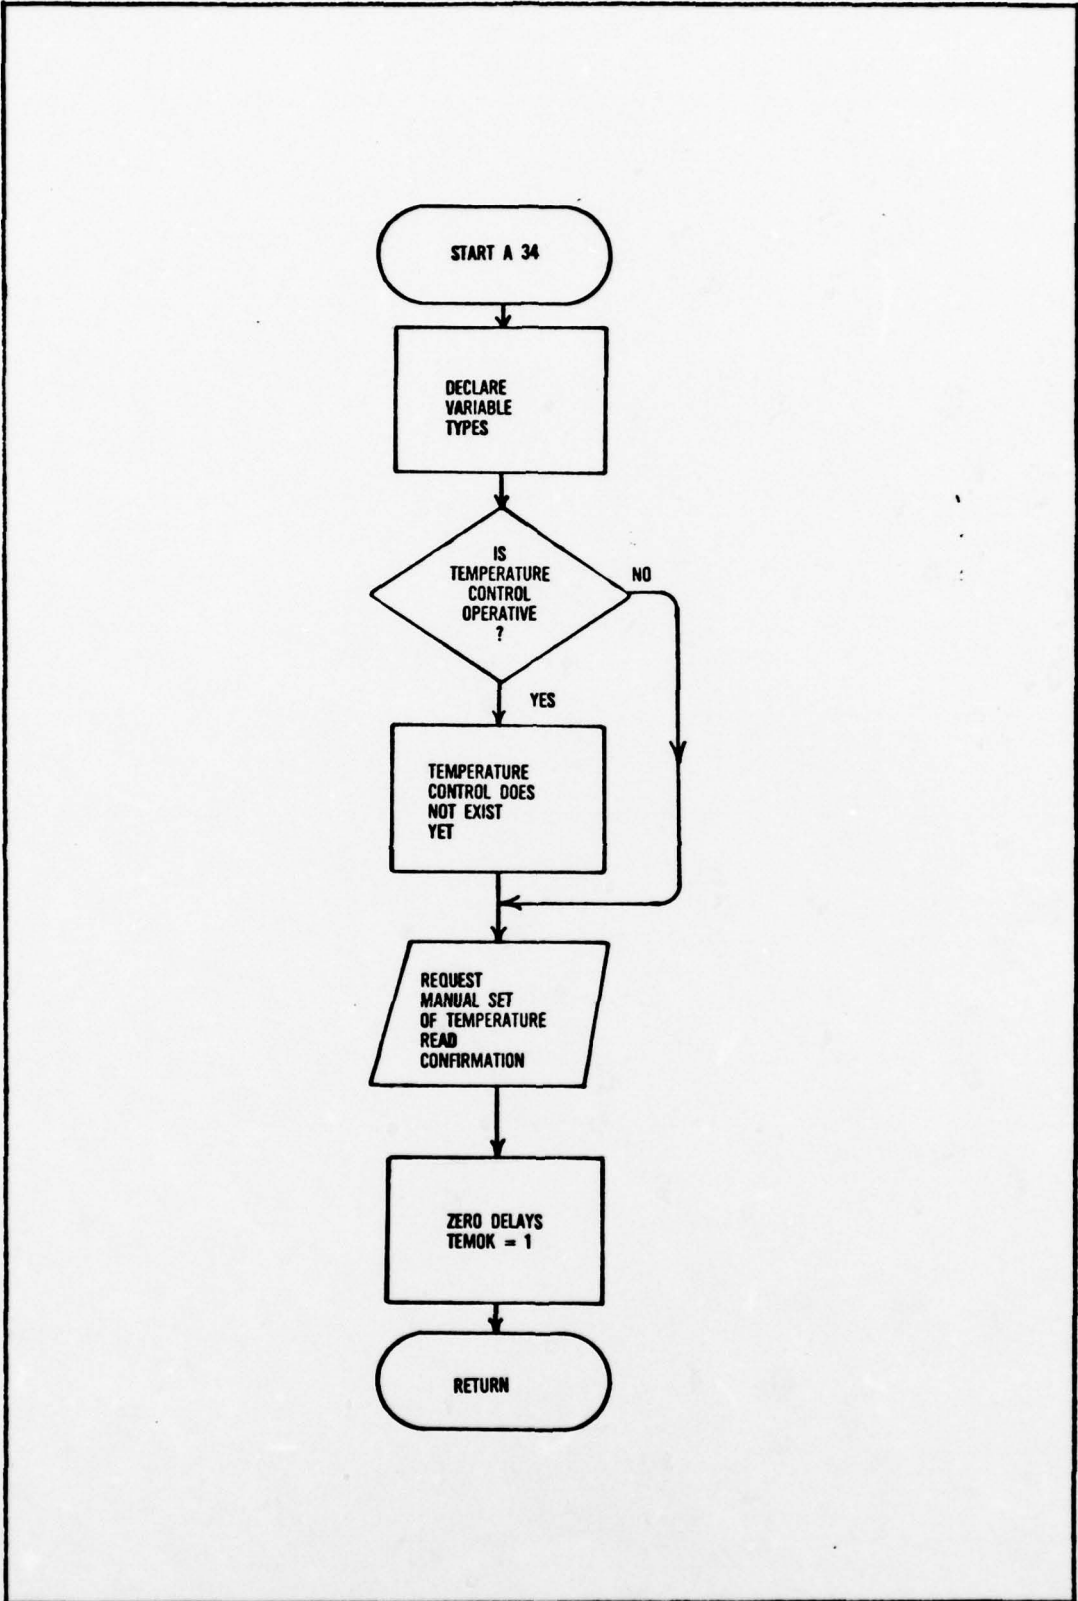 START A 34
DECLARE
VARIABLE
TYPES
IS
TEMPERATURE
CONTROL
OPERATIVE
?
NO
YES
TEMPERATURE
CONTROL DOES
NOT EXIST
YET
REQUEST
MANUAL SET
OF TEMPERATURE
READ
CONFIRMATION
ZERO DELAYS
TEMOK = 1
RETURN